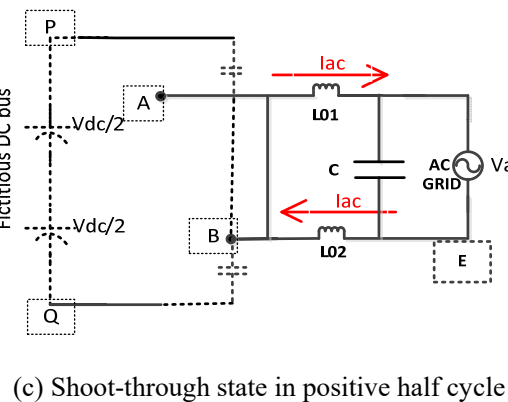 P
Iac
A
L01
Vdc/2
Fictitious DC bus
C
AC
GRID
Iac
Vdc/2
B
L02
E
Q
(c) Shoot-through state in positive half cycle